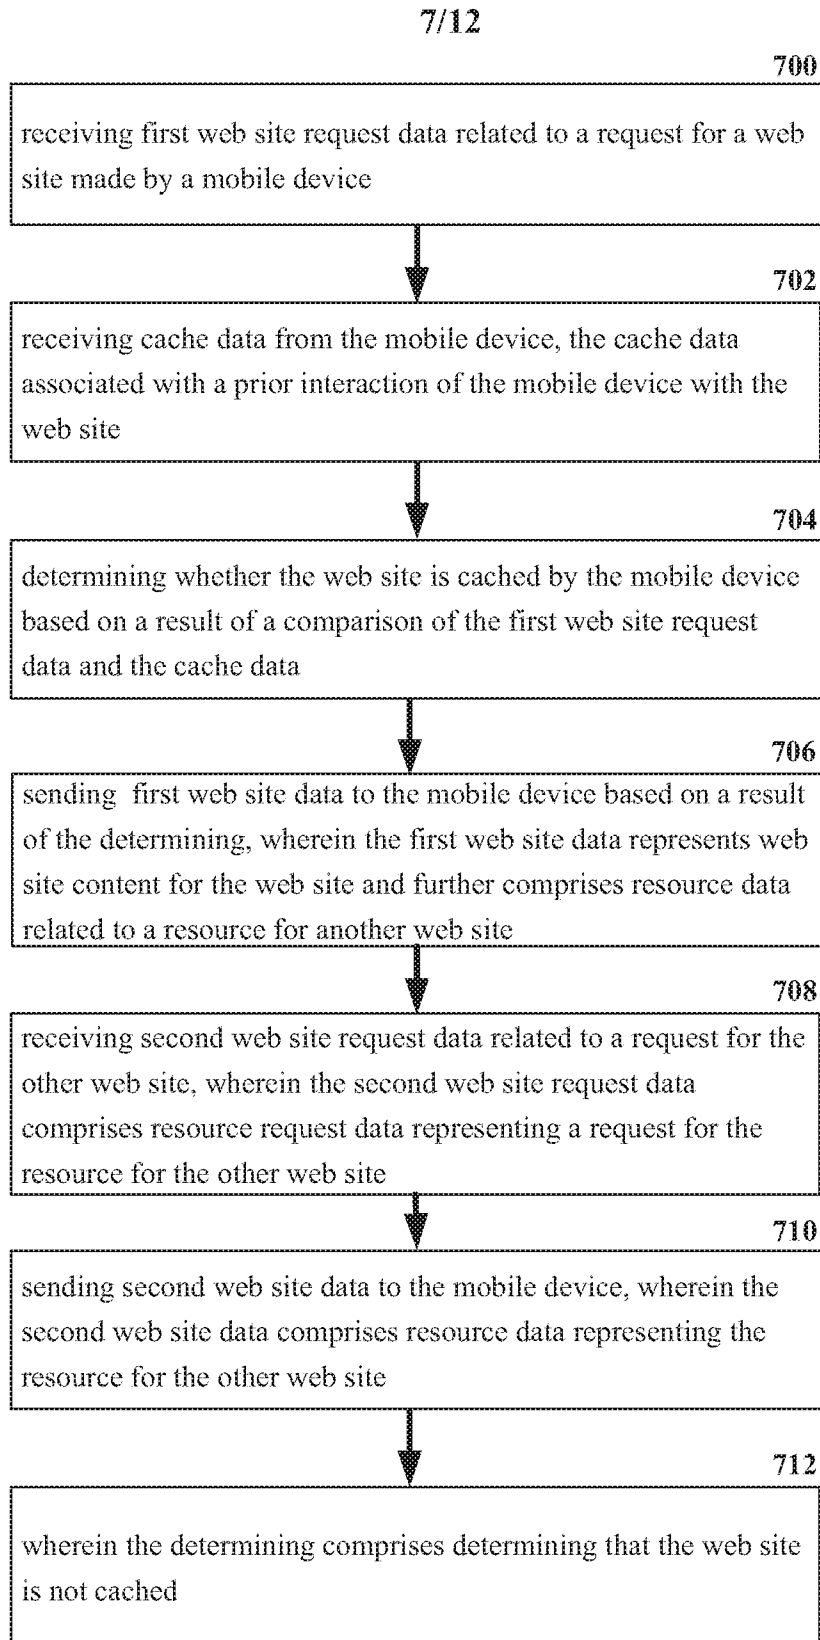 7/12
700
receiving first web site request data related to a request for a web
site made by a mobile device
702
receiving cache data from the mobile device, the cache data
associated with a prior interaction of the mobile device with the
web site
704
determining whether the web site is cached by the mobile device
based on a result of a comparison of the first web site request
data and the cache data
706
sending first web site data to the mobile device based on a result
of the determining, wherein the first web site data represents web
site content for the web site and further comprises resource data
related to a resource for another web site
708
receiving second web site request data related to a request for the
other web site, wherein the second web site request data
comprises resource request data representing a request for the
resource for the other web site
710
sending second web site data to the mobile device, wherein the
second web site data comprises resource data representing the
resource for the other web site
712
wherein the determining comprises determining that the web site
is not cached